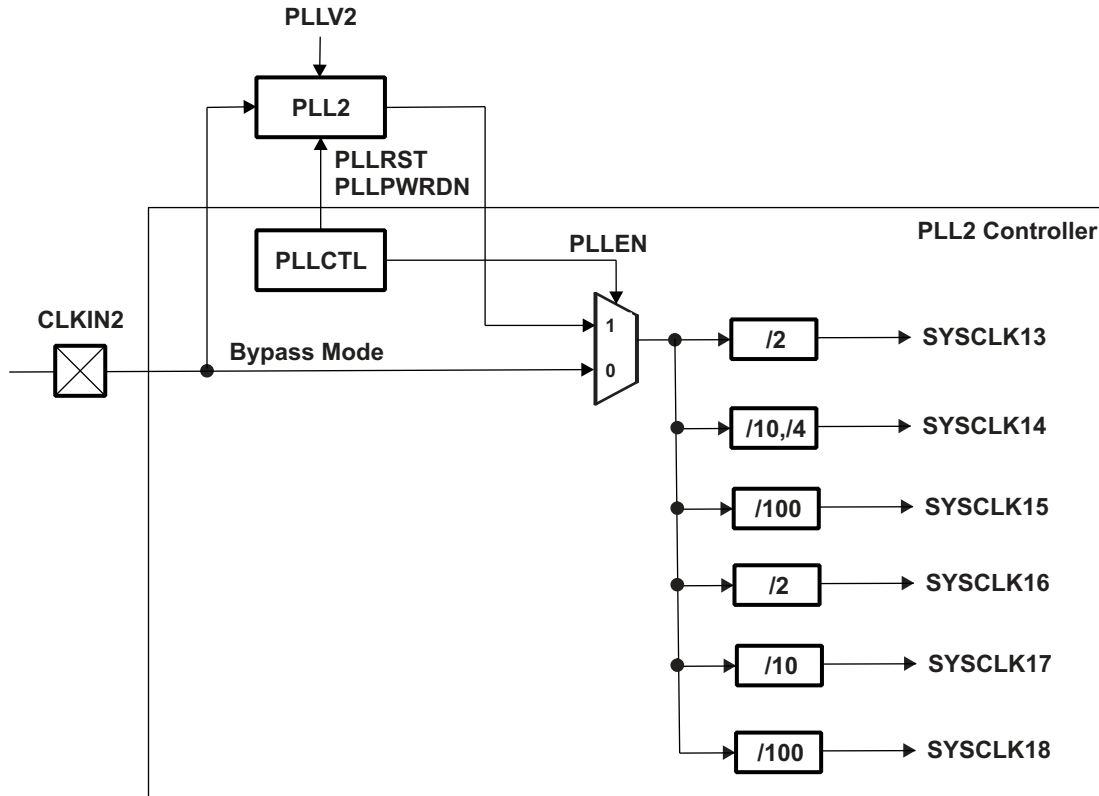 PLLV2
PLL2
PLLRST
PLLPWRDN
PLL2 Controller
PLLCTL
PLLEN
CLKIN2
Bypass Mode
1
0
/2
SYSCLK13
/10,/4
SYSCLK14
/100
SYSCLK15
/2
SYSCLK16
/10
SYSCLK17
/100
SYSCLK18